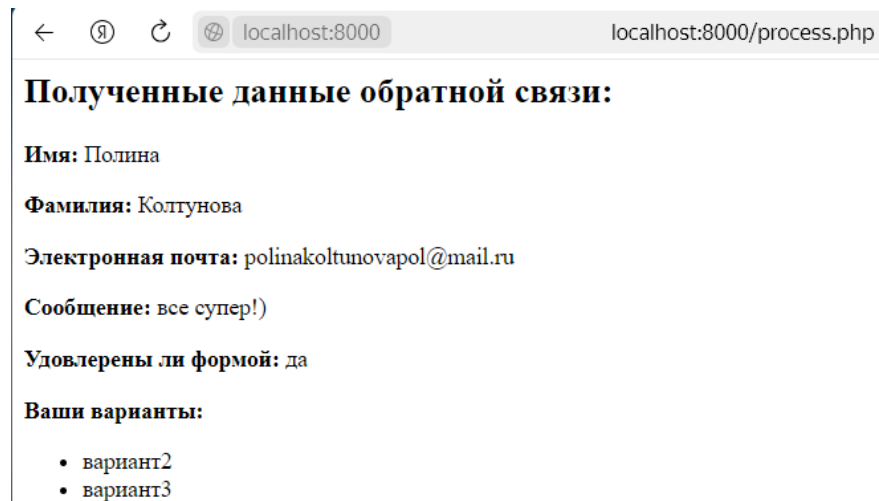 localhost:8000 localhost:8000/process.php
Полученные данные обратной связи:
Имя: Полина
Фамилия: Колтунова
Электронная почта: polinakoltunovapol@mail.ru
Сообщение: все супер!)
Удовлерены ли формой: да
Ваши варианты:
• вариант2
• вариант3